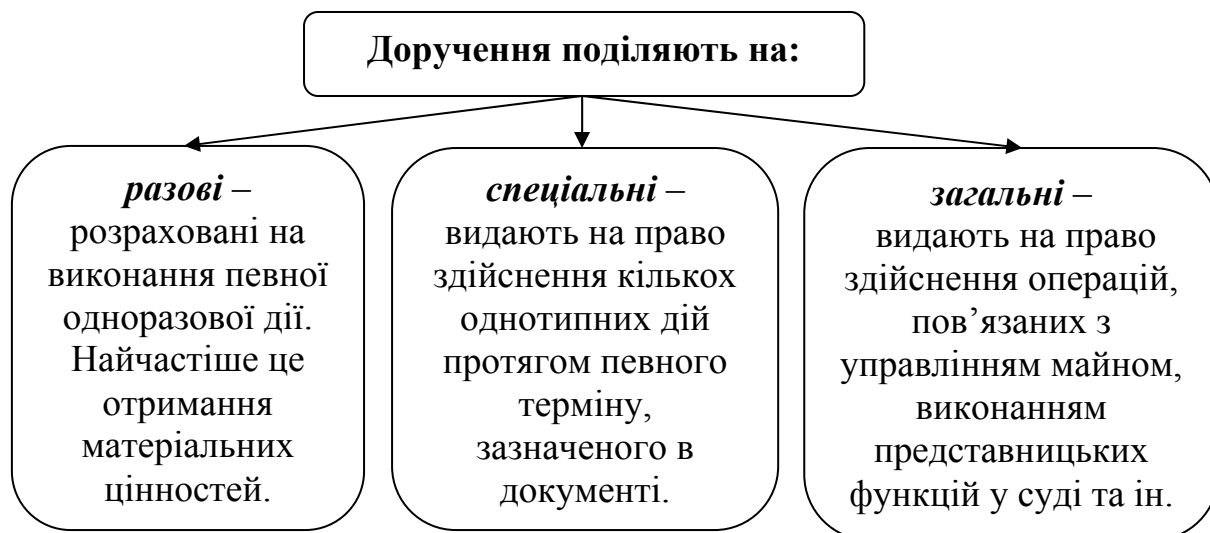 Доручення поділяють на:
разові –
розраховані на
виконання певної
одноразової дії.
Найчастіше це
отримання
матеріальних
цінностей.
спеціальні –
видають на право
здійснення кількох
однотипних дій
протягом певного
терміну,
зазначеного в
документі.
загальні –
видають на право
здійснення операцій,
пов’язаних з
управлінням майном,
виконанням
представницьких
функцій у суді та ін.